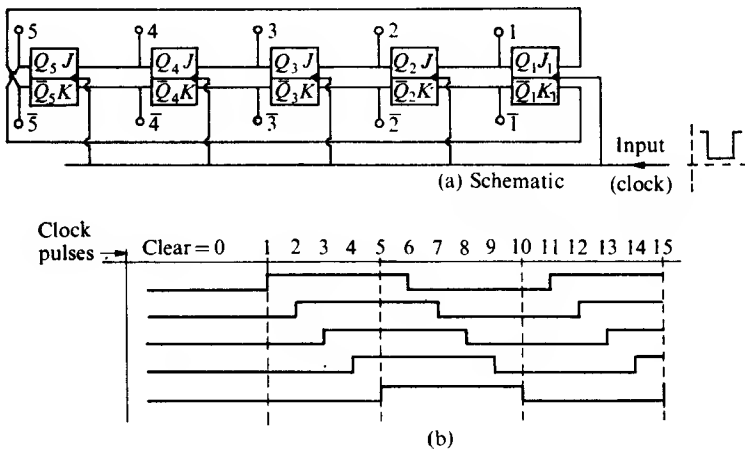 5 4 3 2 1
Q₅ J Q₄ J Q₃ J Q₂ J Q₁ J₁
Q̅₅ K Q̅₄ K Q̅₃ K Q̅₂ K Q̅₁ K₁
5̅ 4̅ 3̅ 2̅ 1̅
Input
(a) Schematic (clock)
Clock
pulses Clear = 0 1 2 3 4 5 6 7 8 9 10 11 12 13 14 15
(b)